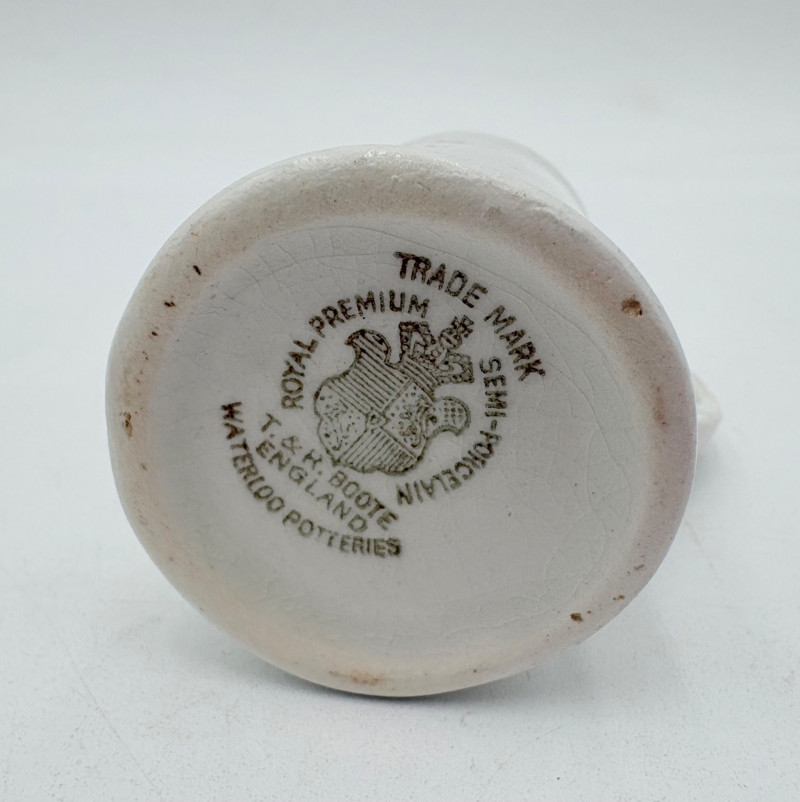 TRADE MARK
ROYAL PREMIUM
SEMI-PORCELAIN
T. & R. BOOTE
ENGLAND
WATERLOO POTTERIES